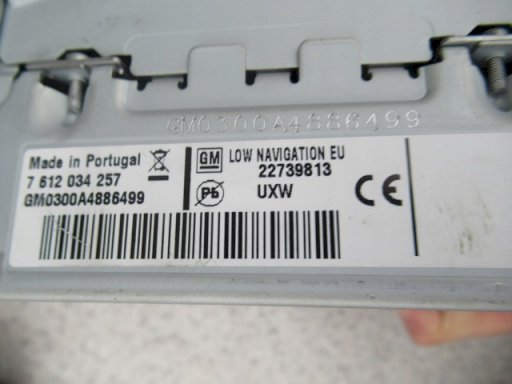 GM0300A4886499
Made in Portugal
7 612 034 257
GM0300A4886499
GM LOW NAVIGATION EU
22739813
Pb UXW
CE